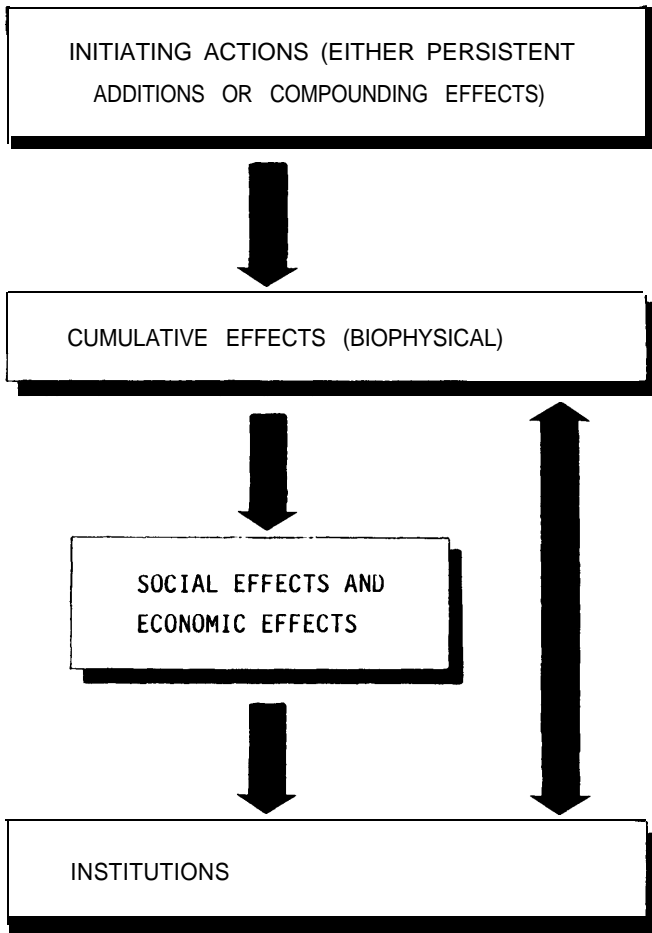 INITIATING ACTIONS (EITHER PERSISTENT
ADDITIONS OR COMPOUNDING EFFECTS)
CUMULATIVE EFFECTS (BIOPHYSICAL)
SOCIAL EFFECTS AND
ECONOMIC EFFECTS
INSTITUTIONS